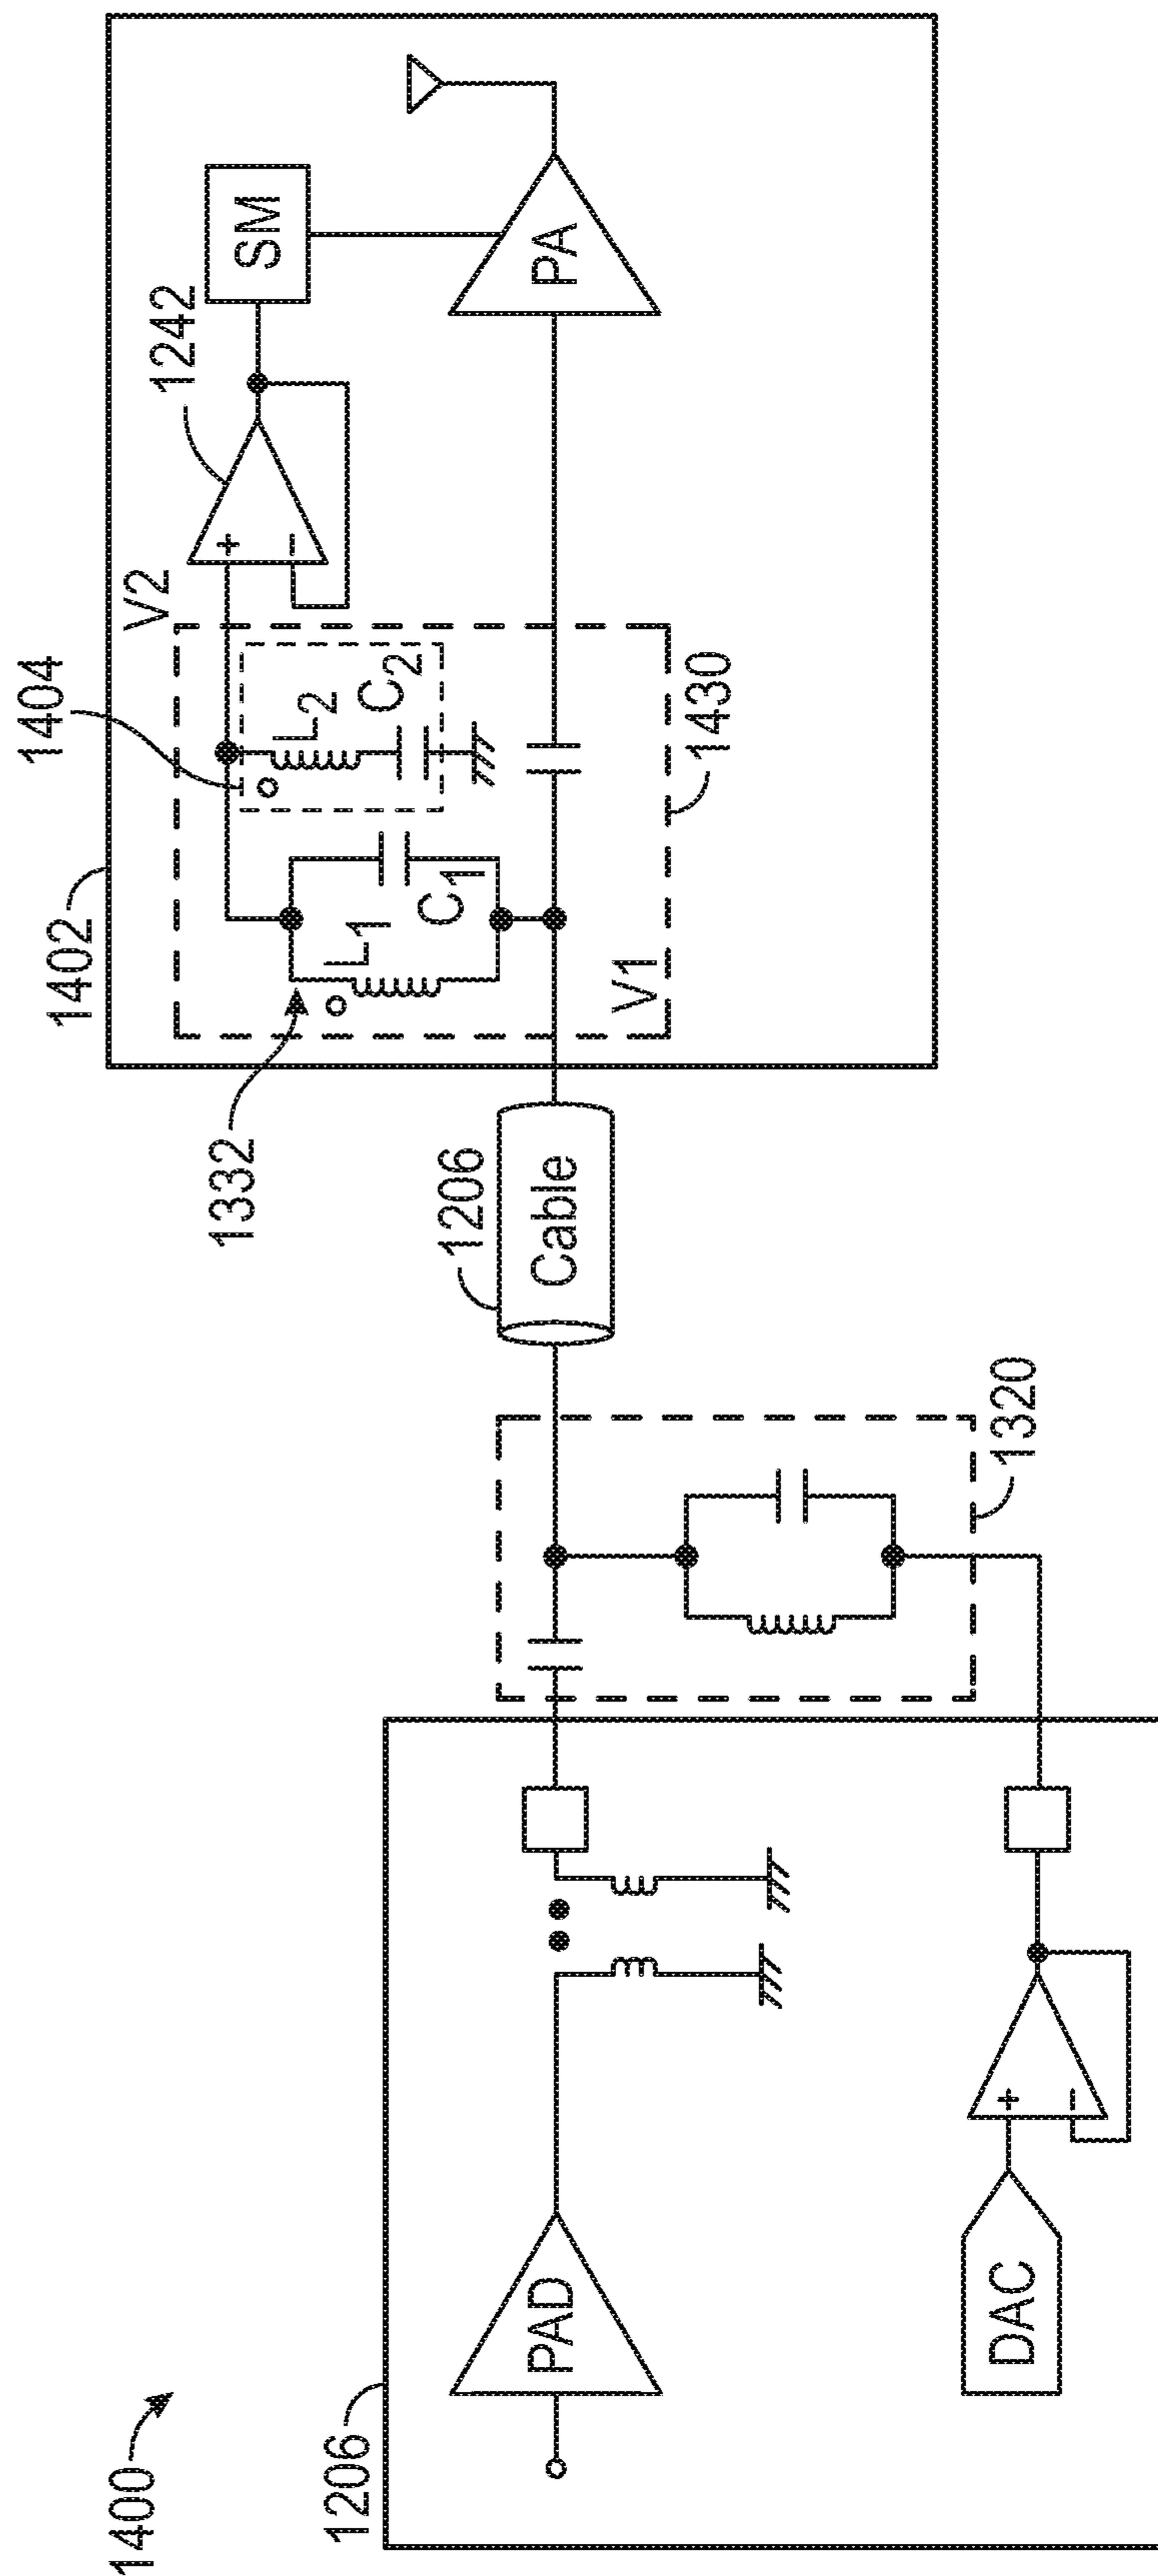 1400
1206
PAD
DAC
+
−
1320
1206
Cable
1402
1332
1404
L1
C1
L2
C2
V1
V2
1430
1242
+
−
SM
PA